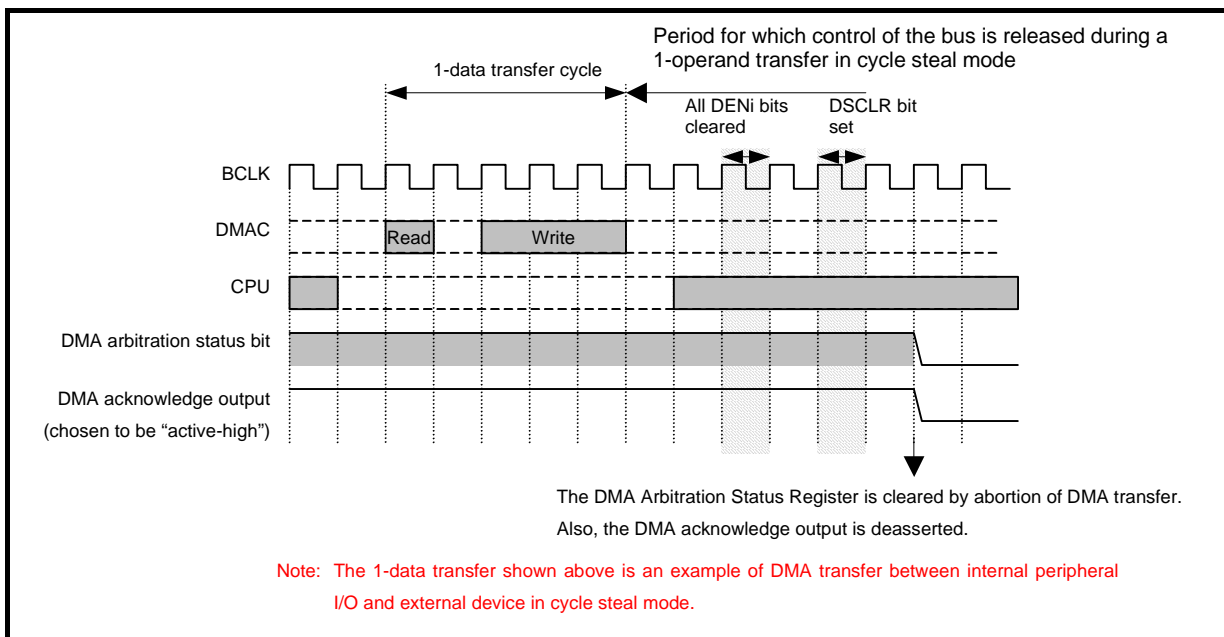 Period for which control of the bus is released during a
1-operand transfer in cycle steal mode
1-data transfer cycle
All DENi bits
cleared
DSCLR bit
set
BCLK
DMAC
Read
Write
CPU
DMA arbitration status bit
DMA acknowledge output
(chosen to be “active-high”)
The DMA Arbitration Status Register is cleared by abortion of DMA transfer.
Also, the DMA acknowledge output is deasserted.
Note: The 1-data transfer shown above is an example of DMA transfer between internal peripheral
I/O and external device in cycle steal mode.